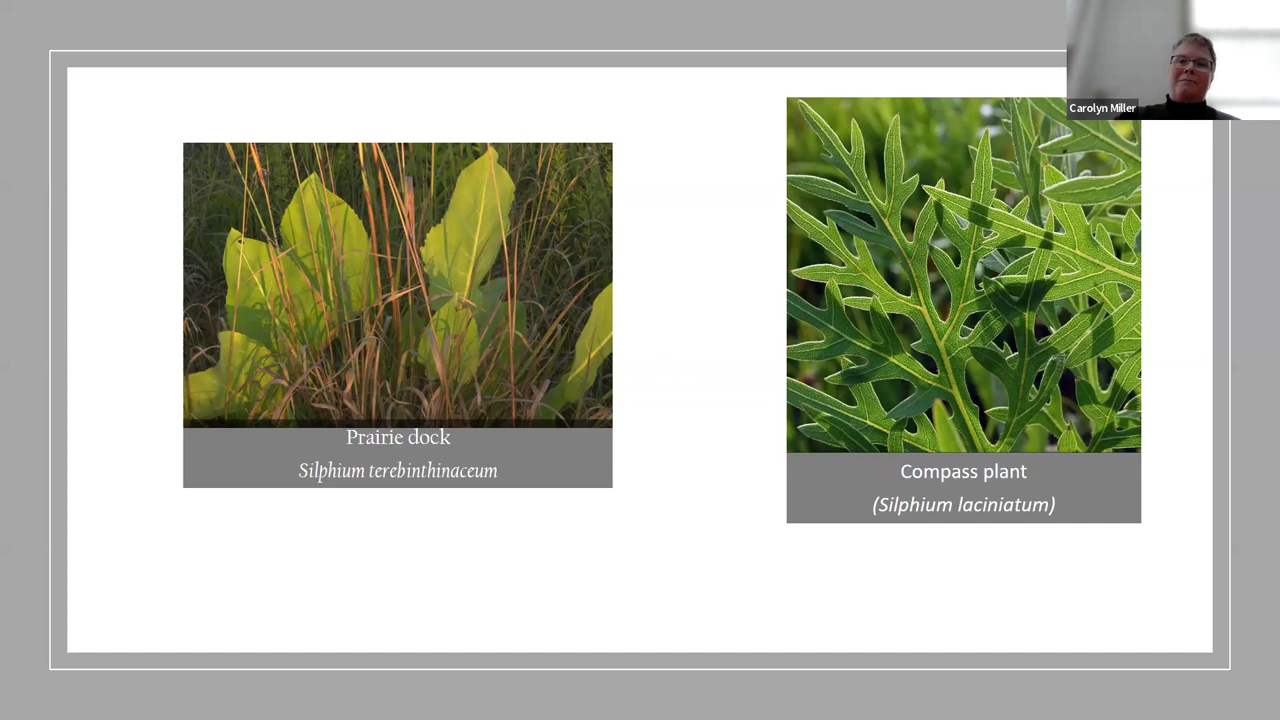 Carolyn Miller
Prairie dock
Silphium terebinthinaceum
Compass plant
(Silphium laciniatum)